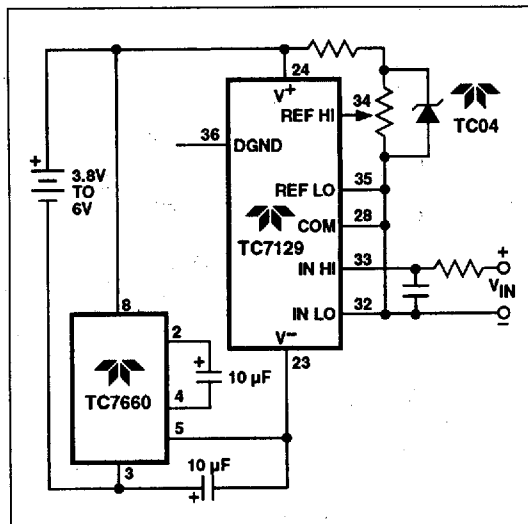 24
V+
REF HI
34
TC04
36
DGND
+
3.8V
TO
6V
REF LO
35
COM
28
TC7129
IN HI
33
+
VIN
IN LO
32
−
V−
23
8
2
+
10 µF
TC7660
4
5
3
10 µF
+